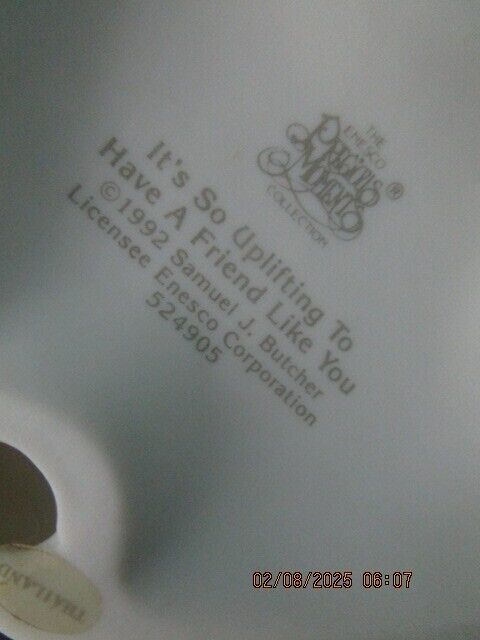 THE
ENESCO
PRECIOUS
MOMENTS®
COLLECTION
It's So Uplifting To
Have A Friend Like You
©1992 Samuel J. Butcher
Licensee Enesco Corporation
524905
THAILAND
02/08/2025 06:07